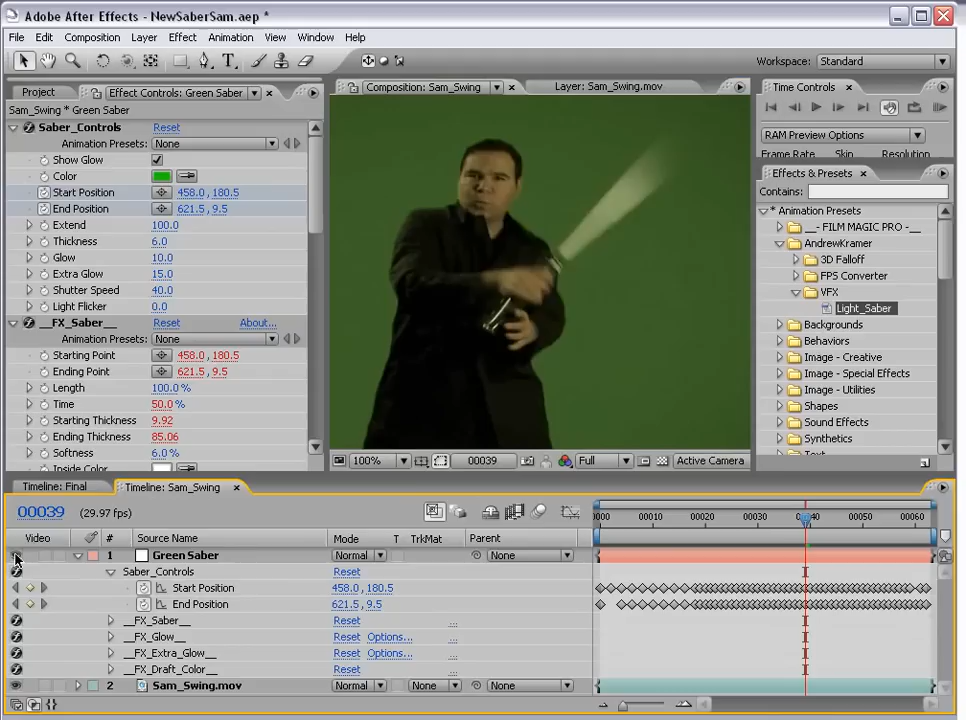 Adobe After Effects - NewSaberSam.aep *
File Edit Composition Layer Effect Animation View Window Help
Workspace: Standard
Project Effect Controls: Green Saber
Sam_Swing * Green Saber
Saber_Controls Reset
Animation Presets: None
Show Glow
Color
Start Position 458.0, 180.5
End Position 621.5, 9.5
Extend 100.0
Thickness 6.0
Glow 10.0
Extra Glow 15.0
Shutter Speed 40.0
Light Flicker 0.0
__FX_Saber__ Reset About...
Animation Presets: None
Starting Point 458.0, 180.5
Ending Point 621.5, 9.5
Length 100.0 %
Time 50.0 %
Starting Thickness 9.92
Ending Thickness 85.06
Softness 6.0 %
Inside Color
Composition: Sam_Swing Layer: Sam_Swing.mov
100% 00039 Full Active Camera
Time Controls
RAM Preview Options
Frame Rate Skip Resolution
Effects & Presets
Contains:
* Animation Presets
__- FILM MAGIC PRO -__
AndrewKramer
3D Falloff
FPS Converter
VFX
Light_Saber
Backgrounds
Behaviors
Image - Creative
Image - Special Effects
Image - Utilities
Shapes
Sound Effects
Synthetics
Text
Timeline: Final Timeline: Sam_Swing
00039 (29.97 fps)
000 00010 00020 00030 00040 00050 00060
Video # Source Name Mode T TrkMat Parent
1 Green Saber Normal None
Saber_Controls Reset
Start Position 458.0, 180.5
End Position 621.5, 9.5
__FX_Saber__ Reset ...
__FX_Glow__ Reset Options... ...
__FX_Extra_Glow__ Reset Options... ...
__FX_Draft_Color__ Reset ...
2 Sam_Swing.mov Normal None None